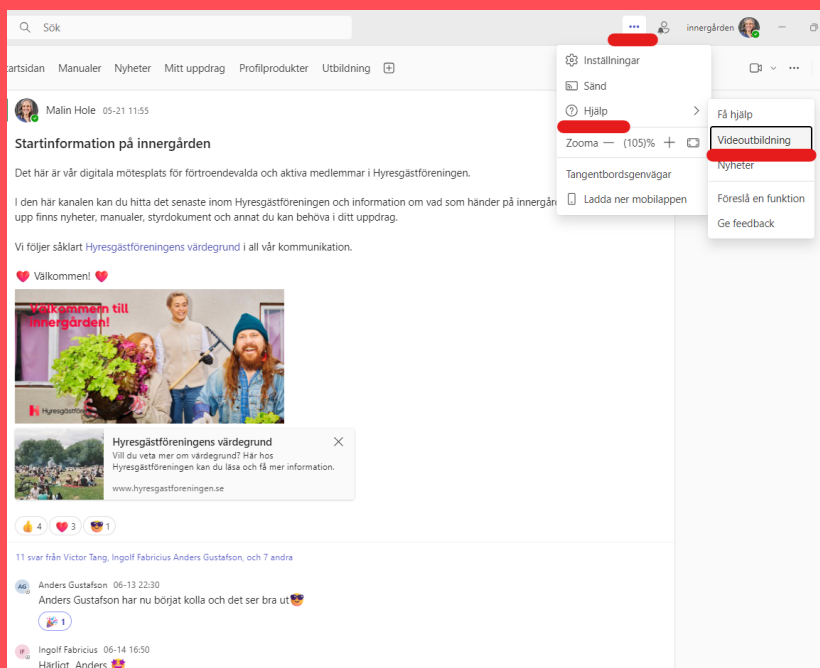 Sök
innergården
Startsidan Manualer Nyheter Mitt uppdrag Profilprodukter Utbildning
Inställningar
Sänd
Hjälp
Zooma (105)%
Tangentbordsgenvägar
Ladda ner mobilappen
Få hjälp
Videoutbildning
Nyheter
Föreslå en funktion
Ge feedback
Malin Hole 05-21 11:55
Startinformation på innergården
Det här är vår digitala mötesplats för förtroendevalda och aktiva medlemmar i Hyresgästföreningen.
I den här kanalen kan du hitta det senaste inom Hyresgästföreningen och information om vad som händer på
upp finns nyheter, manualer, styrdokument och annat du kan behöva i ditt uppdrag.
Vi följer såklart Hyresgästföreningens värdegrund i all vår kommunikation.
Välkommen!
Välkommern till
innergården!
Hyresgästför
Hyresgästföreningens värdegrund
Vill du veta mer om värdegrund? Här hos
Hyresgästföreningen kan du läsa och få mer information.
www.hyresgastforeningen.se
4 3 1
11 svar från Victor Tang, Ingolf Fabricius Anders Gustafson, och 7 andra
AG Anders Gustafson 06-13 22:30
Anders Gustafson har nu börjat kolla och det ser bra ut
1
IF Ingolf Fabricius 06-14 16:50
Härligt, Anders